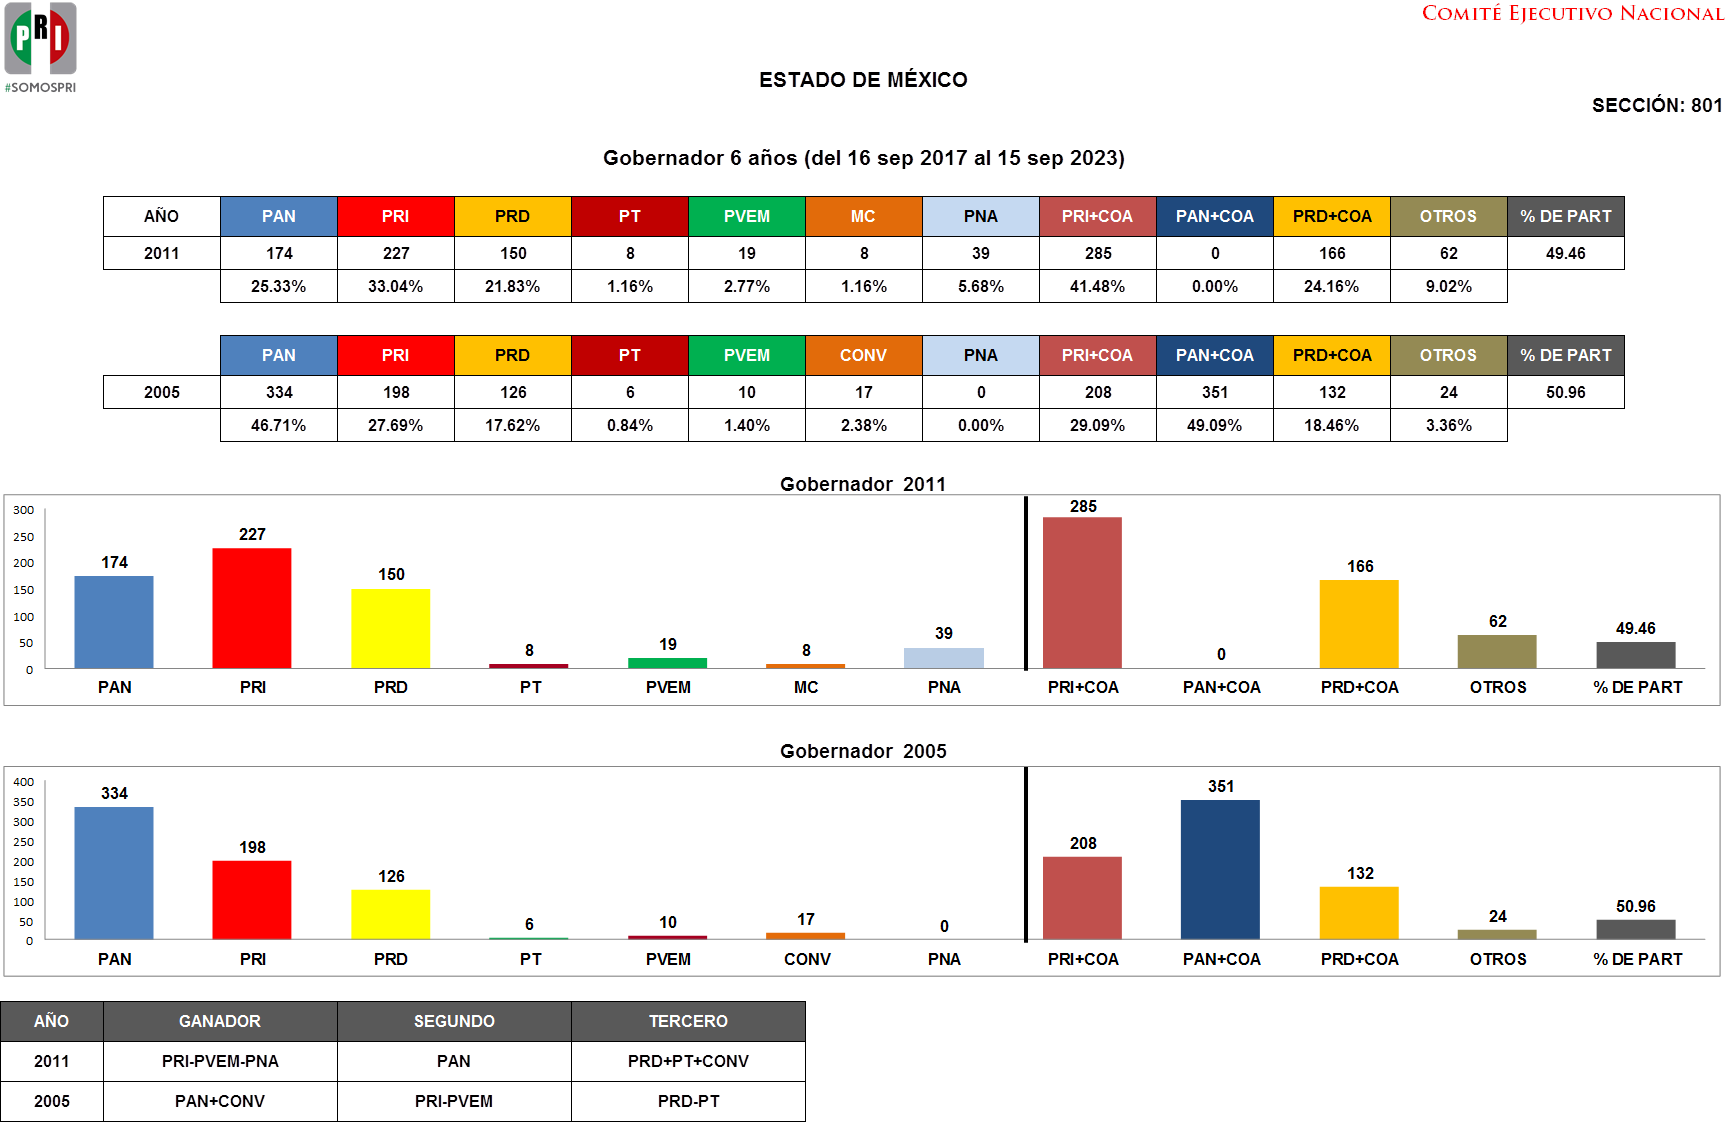 PRI
#SOMOSPRI
COMITÉ EJECUTIVO NACIONAL
ESTADO DE MÉXICO
SECCIÓN: 801
Gobernador 6 años (del 16 sep 2017 al 15 sep 2023)
AÑO PAN PRI PRD PT PVEM MC PNA PRI+COA PAN+COA PRD+COA OTROS % DE PART
2011 174 227 150 8 19 8 39 285 0 166 62 49.46
25.33% 33.04% 21.83% 1.16% 2.77% 1.16% 5.68% 41.48% 0.00% 24.16% 9.02%
PAN PRI PRD PT PVEM CONV PNA PRI+COA PAN+COA PRD+COA OTROS % DE PART
2005 334 198 126 6 10 17 0 208 351 132 24 50.96
46.71% 27.69% 17.62% 0.84% 1.40% 2.38% 0.00% 29.09% 49.09% 18.46% 3.36%
Gobernador 2011
300
250
200
150
100
50
0
174 227 150 8 19 8 39 285 0 166 62 49.46
PAN PRI PRD PT PVEM MC PNA PRI+COA PAN+COA PRD+COA OTROS % DE PART
Gobernador 2005
400
350
300
250
200
150
100
50
0
334 198 126 6 10 17 0 208 351 132 24 50.96
PAN PRI PRD PT PVEM CONV PNA PRI+COA PAN+COA PRD+COA OTROS % DE PART
AÑO GANADOR SEGUNDO TERCERO
2011 PRI-PVEM-PNA PAN PRD+PT+CONV
2005 PAN+CONV PRI-PVEM PRD-PT